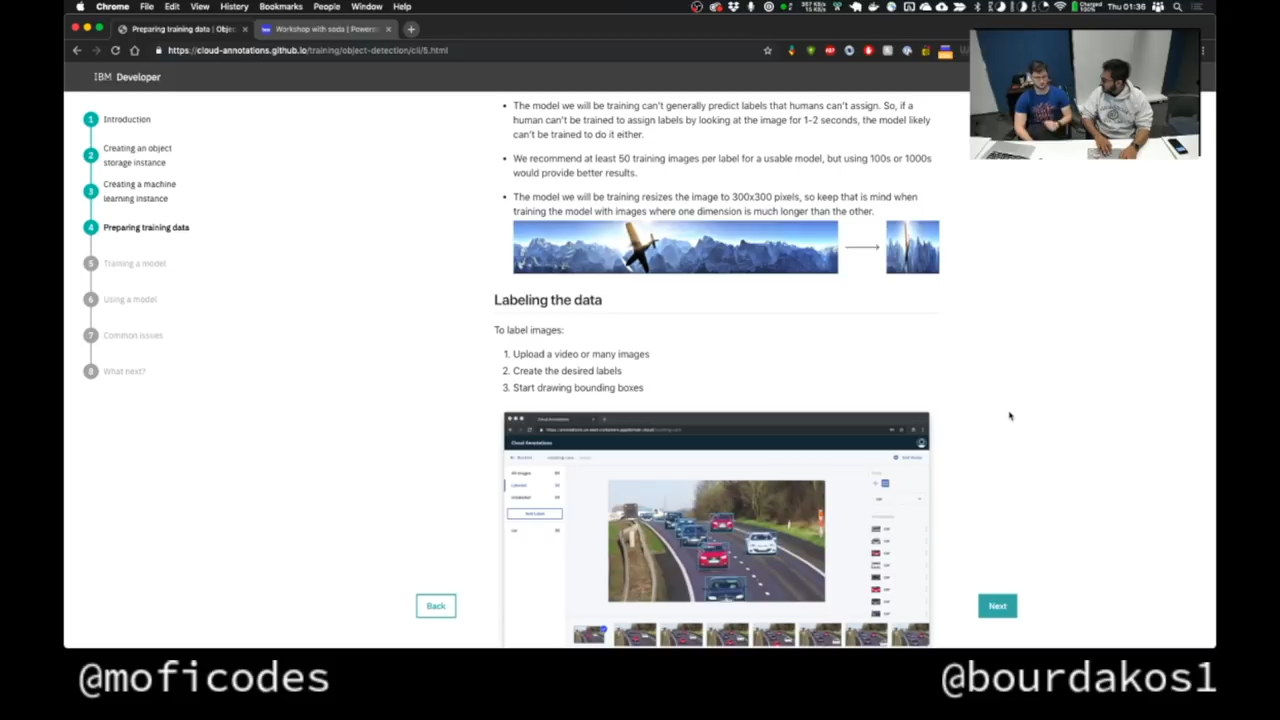 Chrome File Edit View History Bookmarks People Window Help
Charged 100% Thu 01:36
Preparing training data | Objec
Workshop with soda | Powere
https://cloud-annotations.github.io/training/object-detection/cli/5.html
IBM Developer
1 Introduction
2 Creating an object
storage instance
3 Creating a machine
learning instance
4 Preparing training data
5 Training a model
6 Using a model
7 Common issues
8 What next?
• The model we will be training can't generally predict labels that humans can't assign. So, if a
human can't be trained to assign labels by looking at the image for 1-2 seconds, the model likely
can't be trained to do it either.
• We recommend at least 50 training images per label for a usable model, but using 100s or 1000s
would provide better results.
• The model we will be training resizes the image to 300x300 pixels, so keep that is mind when
training the model with images where one dimension is much longer than the other.
Labeling the data
To label images:
1. Upload a video or many images
2. Create the desired labels
3. Start drawing bounding boxes
Cloud Annotations
Back
Next
@moficodes
@bourdakos1